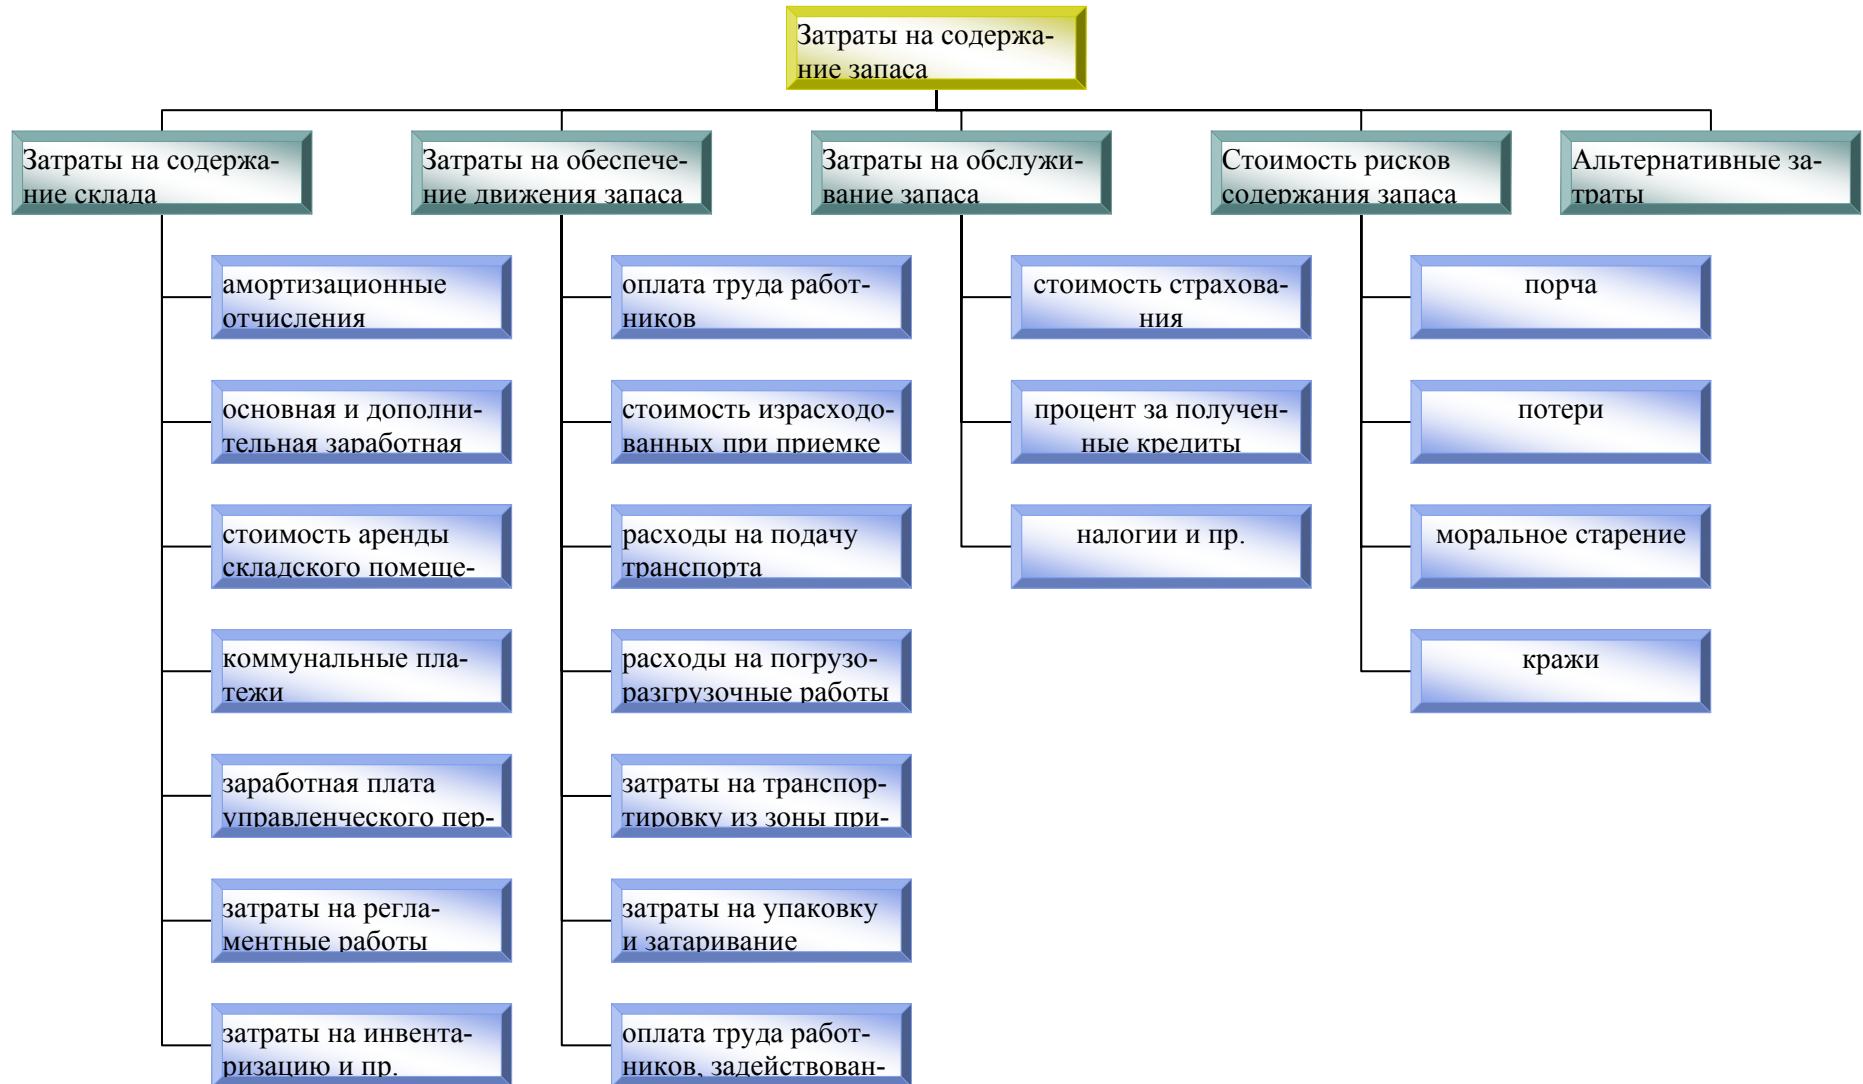 Затраты на содержа-
ние запаса
Затраты на содержа-
ние склада
амортизационные
отчисления
основная и дополни-
тельная заработная
стоимость аренды
складского помеще-
коммунальные пла-
тежи
заработная плата
управленческого пер-
затраты на регла-
ментные работы
затраты на инвента-
ризацию и пр.
Затраты на обеспече-
ние движения запаса
оплата труда работ-
ников
стоимость израсходо-
ванных при приемке
расходы на подачу
транспорта
расходы на погрузо-
разгрузочные работы
затраты на транспор-
тировку из зоны при-
затраты на упаковку
и затаривание
оплата труда работ-
ников, задействован-
Затраты на обслужи-
вание запаса
стоимость страхова-
ния
процент за получен-
ные кредиты
налогии и пр.
Стоимость рисков
содержания запаса
порча
потери
моральное старение
кражи
Альтернативные за-
траты